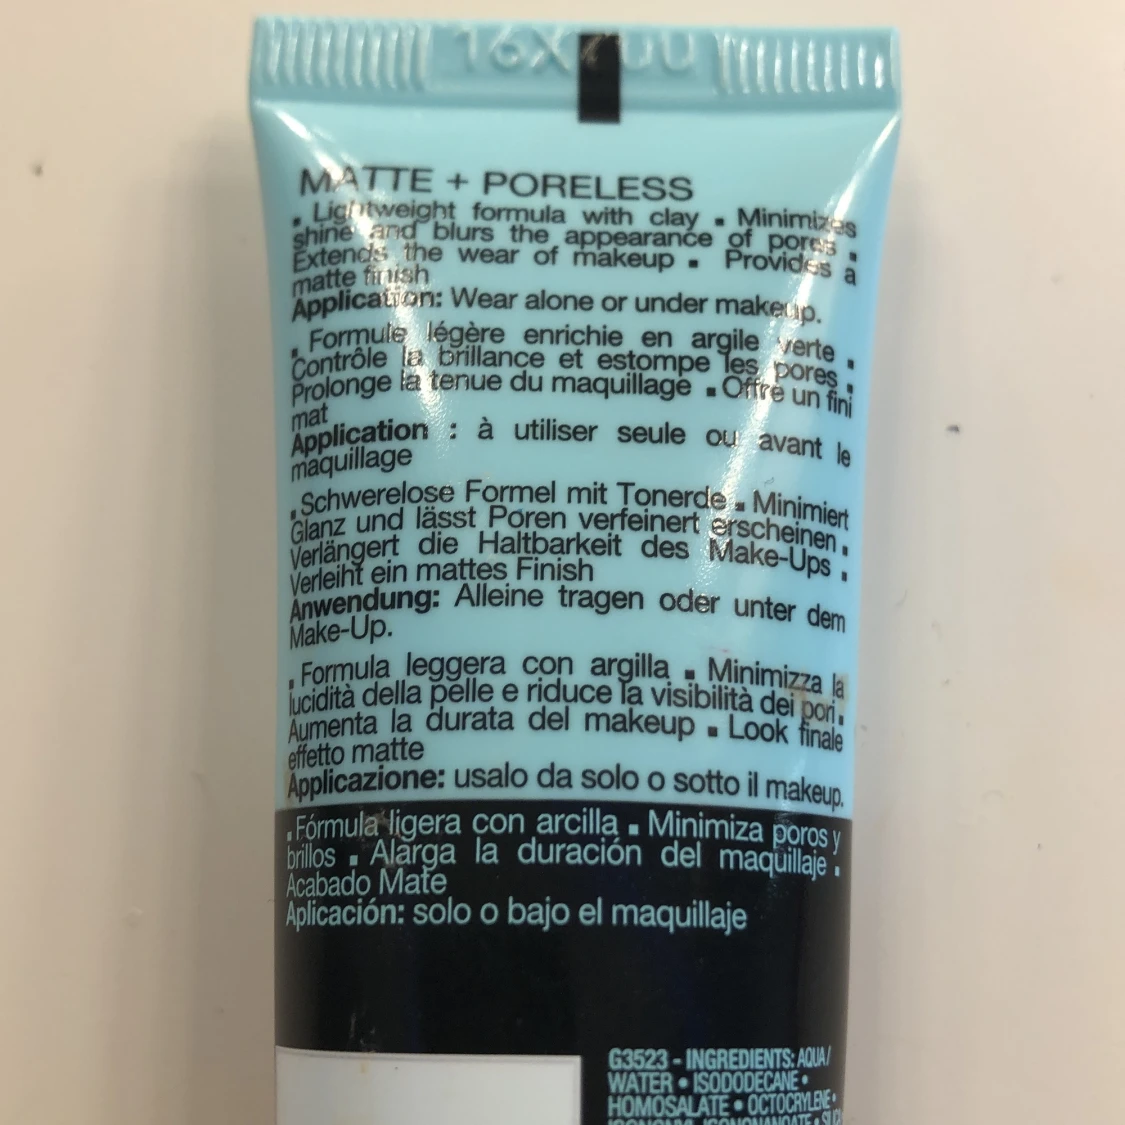 MATTE + PORELESS
▪ Lightweight formula with clay ▪ Minimizes
shine and blurs the appearance of pores ▪
Extends the wear of makeup ▪ Provides a
matte finish
Application: Wear alone or under makeup.
▪ Formule légère enrichie en argile verte ▪
Contrôle la brillance et estompe les pores ▪
Prolonge la tenue du maquillage ▪ Offre un fini
mat
Application : à utiliser seule ou avant le
maquillage
▪ Schwerelose Formel mit Tonerde ▪ Minimiert
Glanz und lässt Poren verfeinert erscheinen ▪
Verlängert die Haltbarkeit des Make-Ups ▪
Verleiht ein mattes Finish
Anwendung: Alleine tragen oder unter dem
Make-Up.
▪ Formula leggera con argilla ▪ Minimizza la
lucidità della pelle e riduce la visibilità dei pori ▪
Aumenta la durata del makeup ▪ Look finale
effetto matte
Applicazione: usalo da solo o sotto il makeup.
▪ Fórmula ligera con arcilla ▪ Minimiza poros y
brillos ▪ Alarga la duración del maquillaje ▪
Acabado Mate
Aplicación: solo o bajo el maquillaje
G3523 - INGREDIENTS: AQUA/
WATER • ISODODECANE •
HOMOSALATE • OCTOCRYLENE •